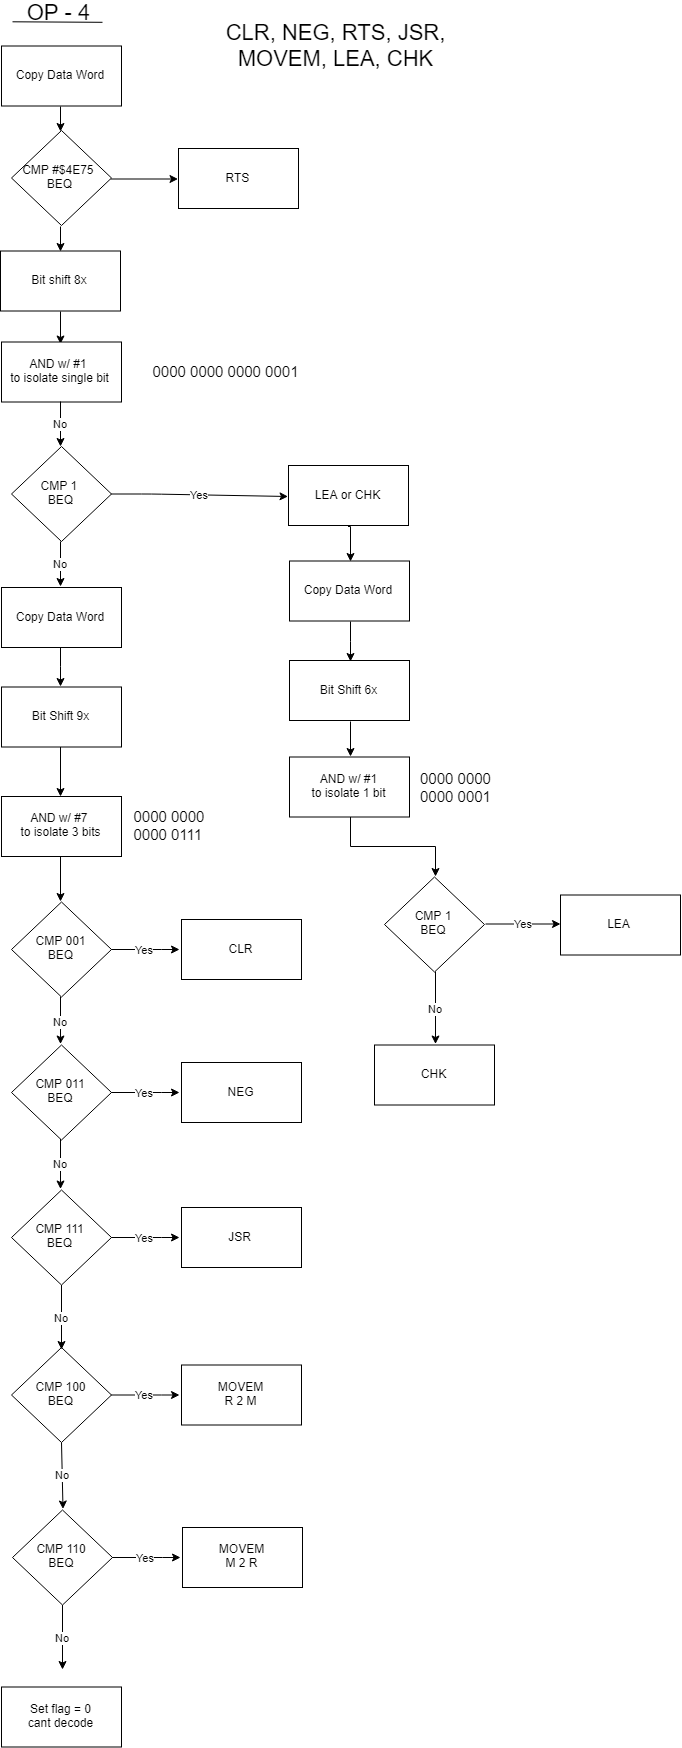 OP - 4
CLR, NEG, RTS, JSR,
MOVEM, LEA, CHK
Copy Data Word
CMP #$4E75
BEQ
RTS
Bit shift 8x
AND w/ #1
to isolate single bit
0000 0000 0000 0001
No
CMP 1
BEQ
Yes
LEA or CHK
No
Copy Data Word
Copy Data Word
Bit Shift 9x
Bit Shift 6x
AND w/ #1
to isolate 1 bit
0000 0000
0000 0001
AND w/ #7
to isolate 3 bits
0000 0000
0000 0111
CMP 1
BEQ
Yes
LEA
CMP 001
BEQ
Yes
CLR
No
No
CMP 011
BEQ
Yes
NEG
CHK
No
CMP 111
BEQ
Yes
JSR
No
CMP 100
BEQ
Yes
MOVEM
R 2 M
No
CMP 110
BEQ
Yes
MOVEM
M 2 R
No
Set flag = 0
cant decode